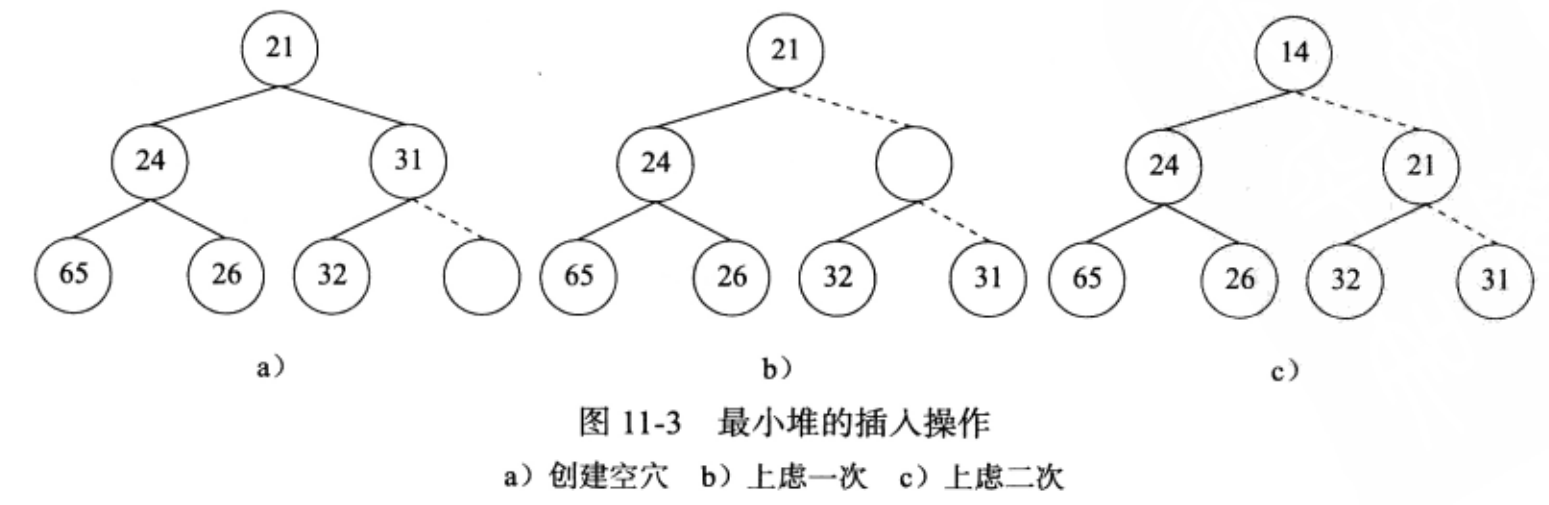 21 21 14
24 31 24 24 21
65 26 32 65 26 32 31 65 26 32 31
a） b） c）
图 11-3 最小堆的插入操作
a）创建空穴 b）上虑一次 c）上虑二次